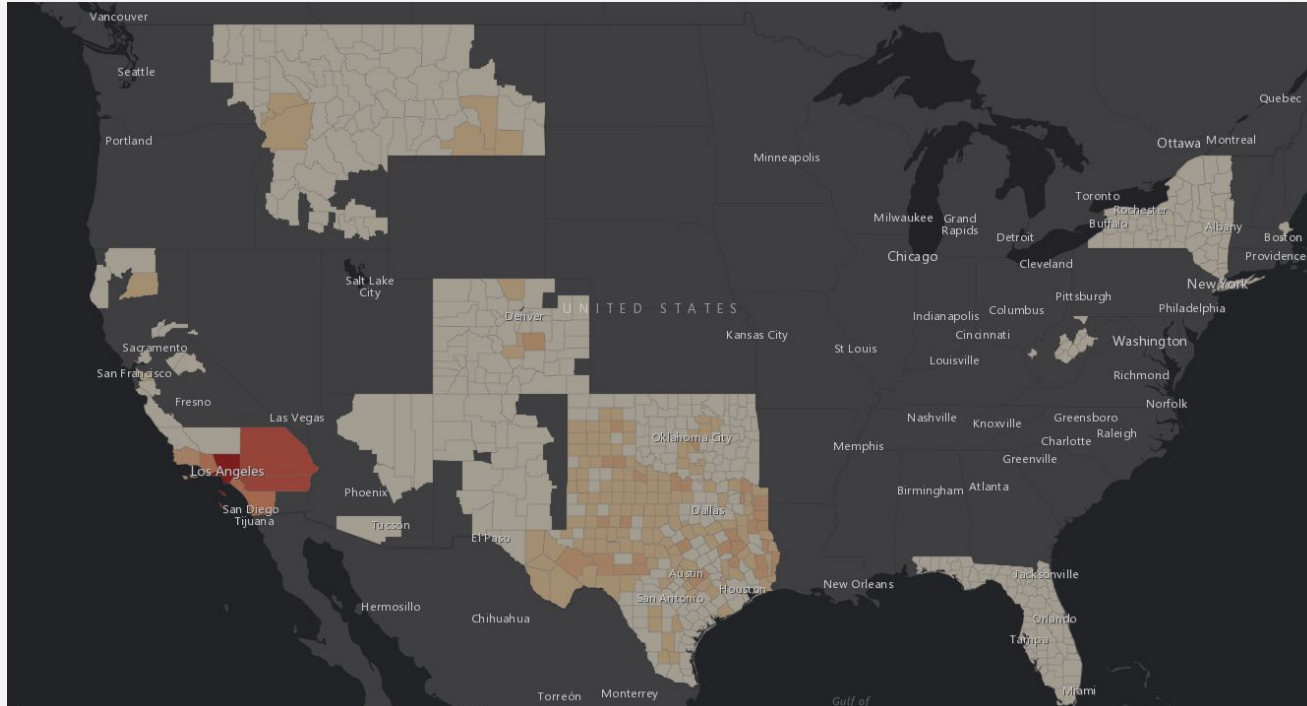 Vancouver
Seattle
Quebec
Portland
Ottawa
Montreal
Minneapolis
Toronto
Rochester
Milwaukee
Grand
Rapids
Buffalo
Albany
Boston
Detroit
Chicago
Cleveland
Providence
Salt Lake
City
New York
Denver
UNITED STATES
Pittsburgh
Indianapolis
Columbus
Philadelphia
Sacramento
Kansas City
St Louis
Cincinnati
Washington
Louisville
San Francisco
Richmond
Fresno
Las Vegas
Norfolk
Nashville
Knoxville
Greensboro
Raleigh
Oklahoma City
Memphis
Charlotte
Greenville
Los Angeles
Phoenix
Birmingham
Atlanta
San Diego
Tijuana
Tucson
Dallas
El Paso
Austin
Jacksonville
Houston
New Orleans
San Antonio
Hermosillo
Chihuahua
Orlando
Tampa
Torreón
Monterrey
Miami
Gulf of